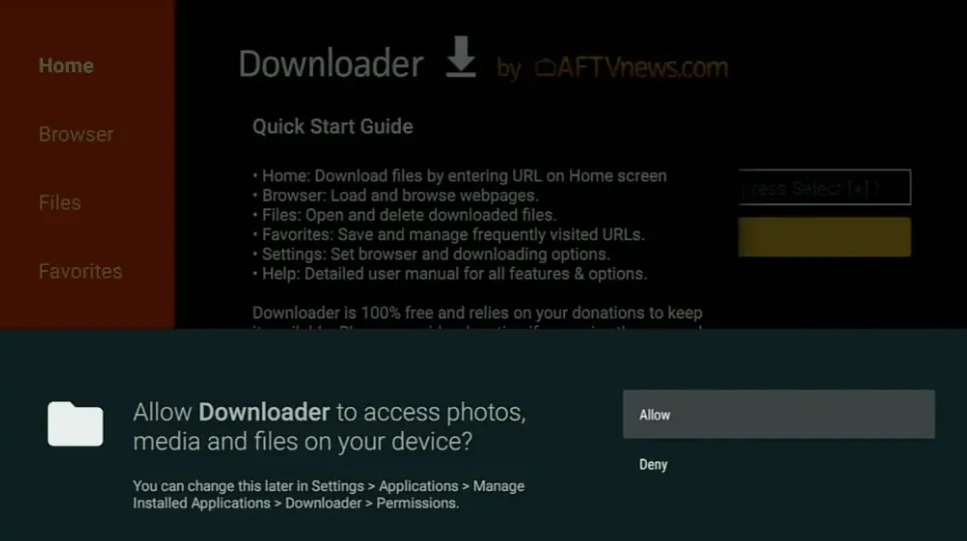 Home
Browser
Files
Favorites
Downloader by AFTVnews.com
Quick Start Guide
• Home: Download files by entering URL on Home screen
• Browser: Load and browse webpages.
• Files: Open and delete downloaded files.
• Favorites: Save and manage frequently visited URLs.
• Settings: Set browser and downloading options.
• Help: Detailed user manual for all features & options.
Downloader is 100% free and relies on your donations to keep
ress Select [
Allow Downloader to access photos,
media and files on your device?
You can change this later in Settings > Applications > Manage
Installed Applications > Downloader > Permissions.
Allow
Deny